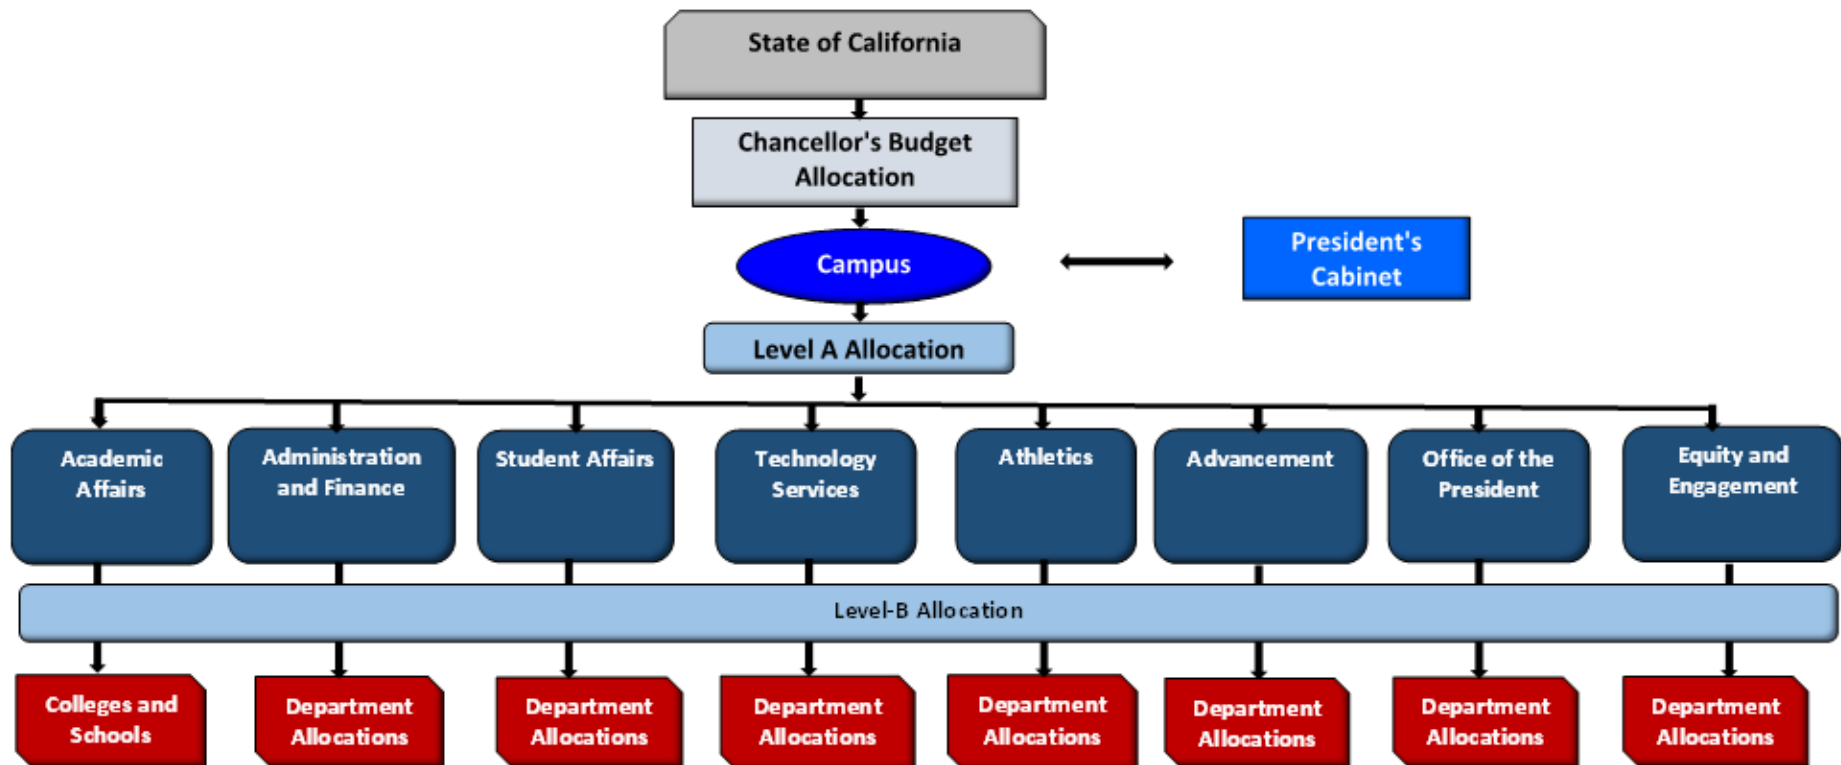 State of California
Chancellor's Budget
Allocation
Campus
President's
Cabinet
Level A Allocation
Academic
Affairs
Administration
and Finance
Student Affairs
Technology
Services
Athletics
Advancement
Office of the
President
Equity and
Engagement
Level-B Allocation
Colleges and
Schools
Department
Allocations
Department
Allocations
Department
Allocations
Department
Allocations
Department
Allocations
Department
Allocations
Department
Allocations